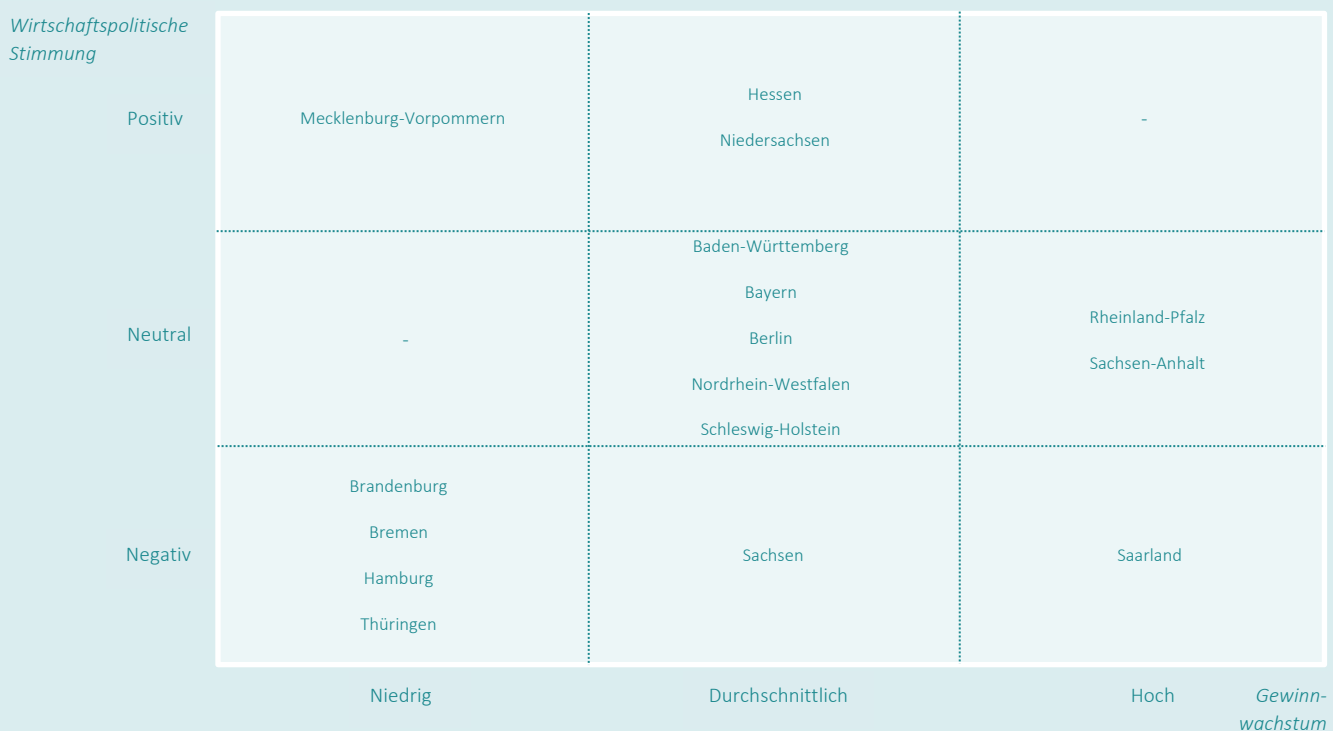 Wirtschaftspolitische
Stimmung
Positiv
Mecklenburg-Vorpommern
Hessen
Niedersachsen
-
Neutral
-
Baden-Württemberg
Bayern
Berlin
Nordrhein-Westfalen
Schleswig-Holstein
Rheinland-Pfalz
Sachsen-Anhalt
Negativ
Brandenburg
Bremen
Hamburg
Thüringen
Sachsen
Saarland
Niedrig
Durchschnittlich
Hoch
Gewinn-
wachstum